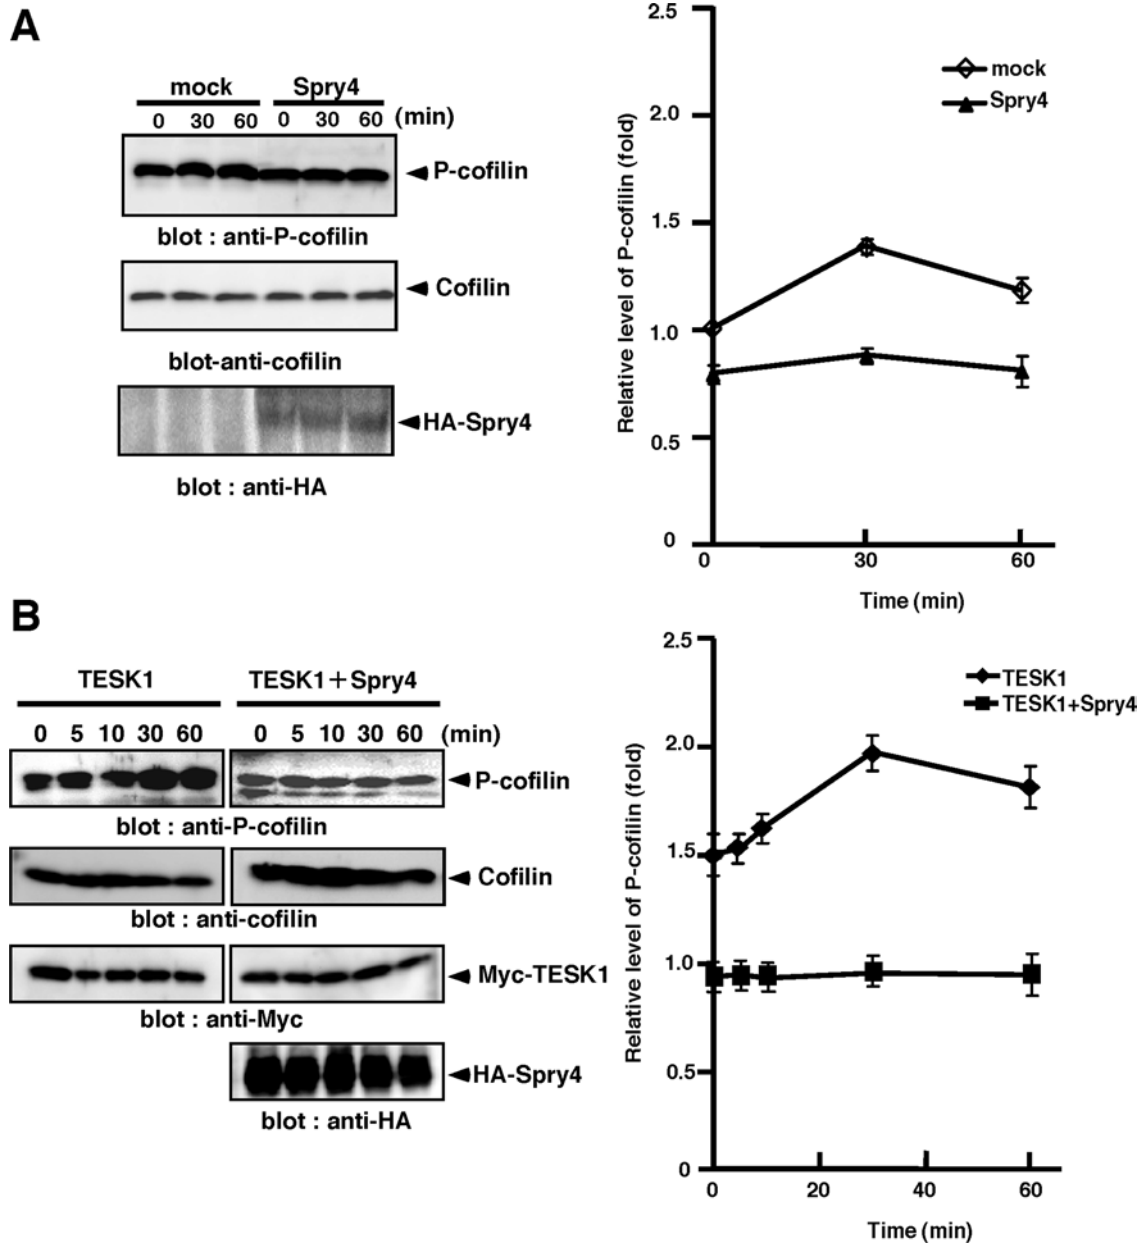 A
mock Spry4
0 30 60 0 30 60 (min)
P-cofilin
blot : anti-P-cofilin
Cofilin
blot-anti-cofilin
HA-Spry4
blot : anti-HA
2.5
2.0
1.5
1.0
0.5
0
Relative level of P-cofilin (fold)
mock
Spry4
0 30 60
Time (min)
B
TESK1 TESK1+Spry4
0 5 10 30 60 0 5 10 30 60 (min)
P-cofilin
blot : anti-P-cofilin
Cofilin
blot : anti-cofilin
Myc-TESK1
blot : anti-Myc
HA-Spry4
blot : anti-HA
2.5
2.0
1.5
1.0
0.5
0
Relative level of P-cofilin (fold)
TESK1
TESK1+Spry4
0 20 40 60
Time (min)